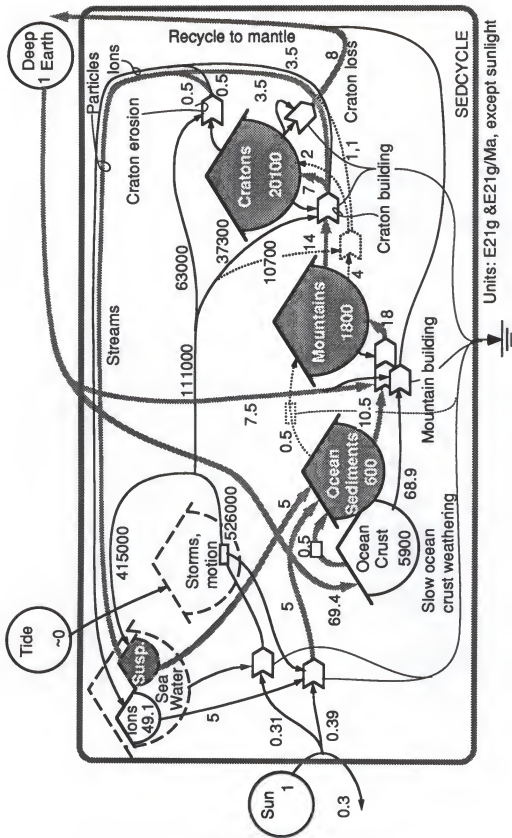 Deep
Earth
1
Recycle to mantle
Particles
Ions
3.5
8
Craton loss
0.5
0.5
3.5
Craton erosion
SEDCYCLE
Cratons
20100
2
1.1
7
63000
37300
10700
14
4
Craton building
Streams
111000
Mountains
1800
18
Mountain building
7.5
0.5
10.5
Ocean
Sediments
600
5
0.5
Ocean
Crust
5900
68.9
69.4
Slow ocean
crust weathering
415000
526000
Storms,
motion
5
Tide
~0
Susp.
Sea
Water
Ions
49.1
5
0.31
0.39
Sun
1
0.3
Units: E21g &E21g/Ma, except sunlight